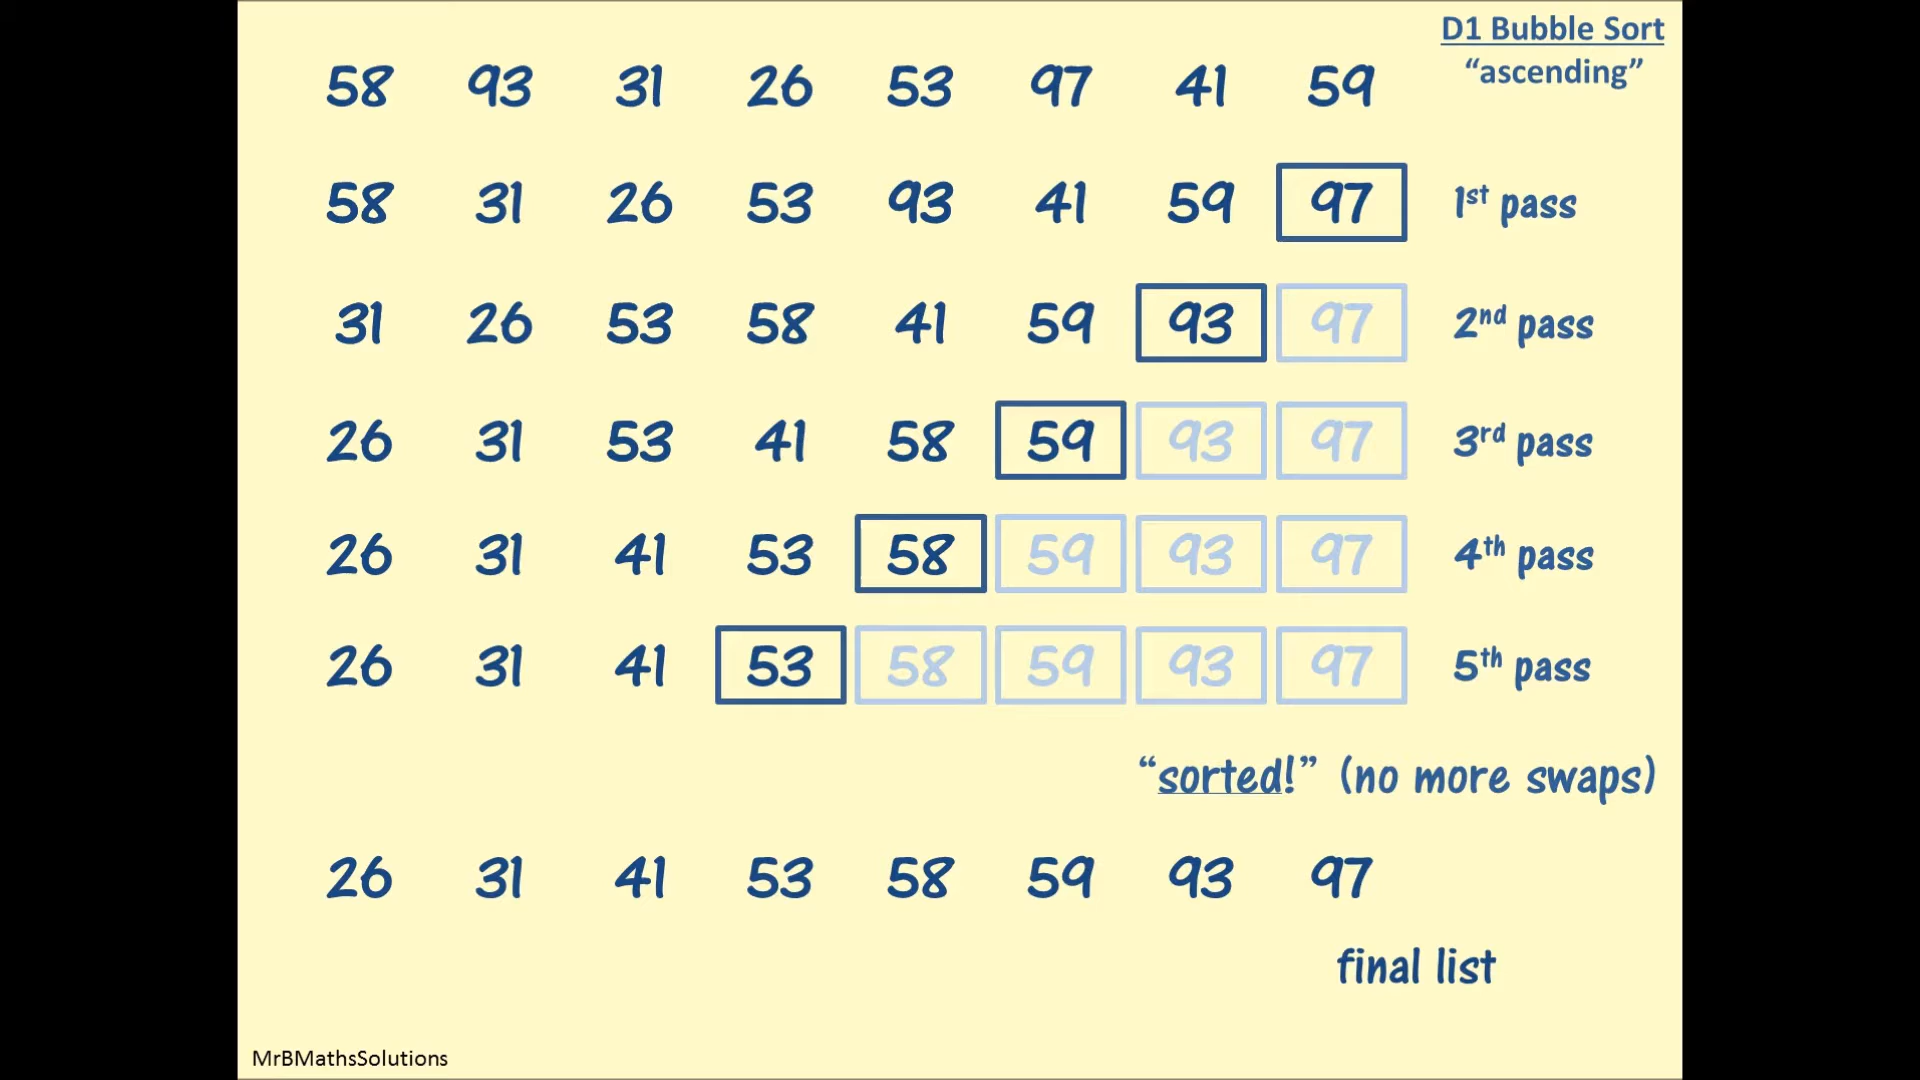 D1 Bubble Sort
“ascending”
58 93 31 26 53 97 41 59
58 31 26 53 93 41 59 97 1st pass
31 26 53 58 41 59 93 97 2nd pass
26 31 53 41 58 59 93 97 3rd pass
26 31 41 53 58 59 93 97 4th pass
26 31 41 53 58 59 93 97 5th pass
“sorted!” (no more swaps)
26 31 41 53 58 59 93 97
final list
MrBMathsSolutions